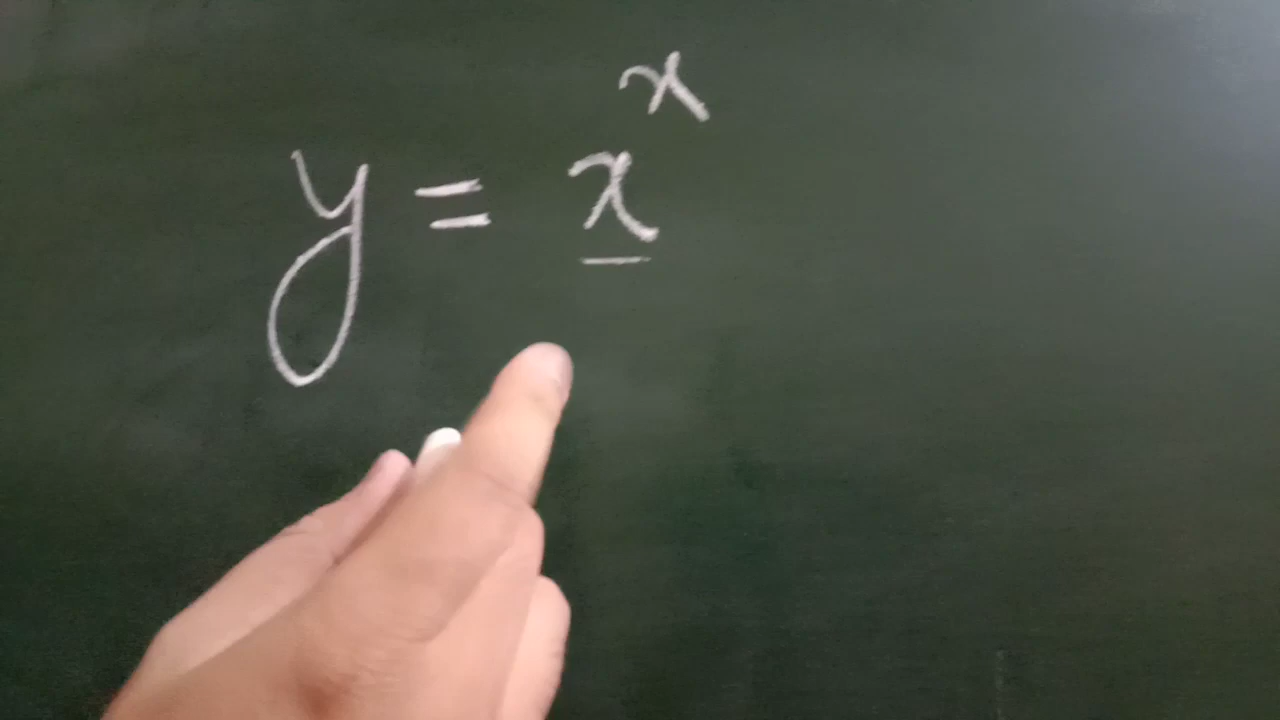 y = x^x